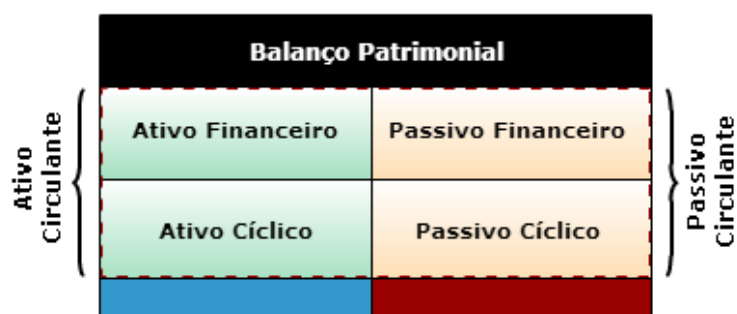 Balanço Patrimonial
Ativo
Circulante
Ativo Financeiro
Passivo Financeiro
Ativo Cíclico
Passivo Cíclico
Passivo
Circulante